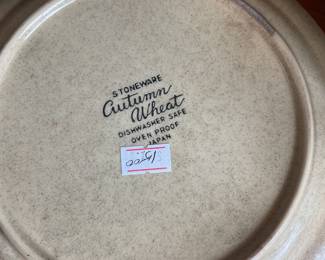 STONEWARE
Autumn
Wheat
DISHWASHER SAFE
OVEN PROOF
JAPAN